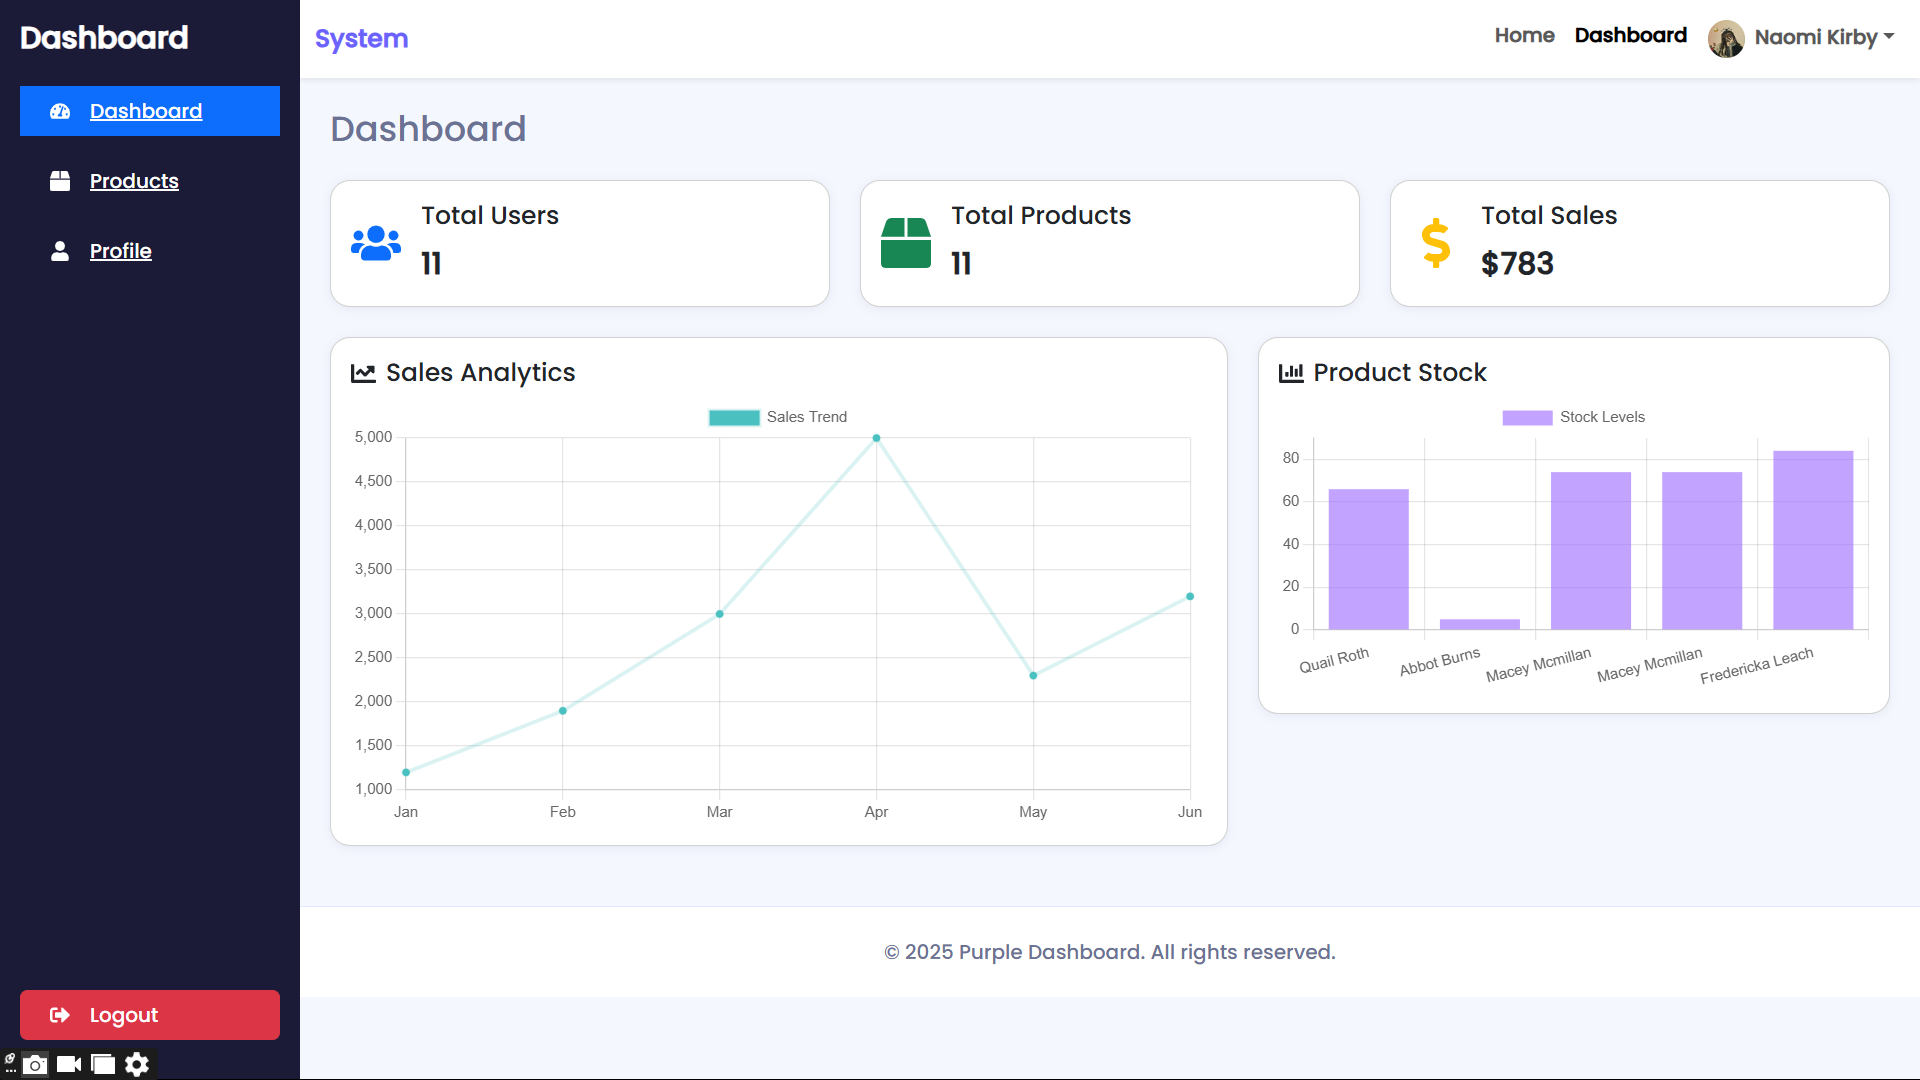 Dashboard
Dashboard
Products
Profile
Logout
System
Home
Dashboard
Naomi Kirby
Dashboard
Total Users
11
Total Products
11
Total Sales
$783
Sales Analytics
Sales Trend
5,000
4,500
4,000
3,500
3,000
2,500
2,000
1,500
1,000
Jan Feb Mar Apr May Jun
Product Stock
Stock Levels
80
60
40
20
0
Quail Roth
Abbot Burns
Macey Mcmillan
Macey Mcmillan
Fredericka Leach
© 2025 Purple Dashboard. All rights reserved.